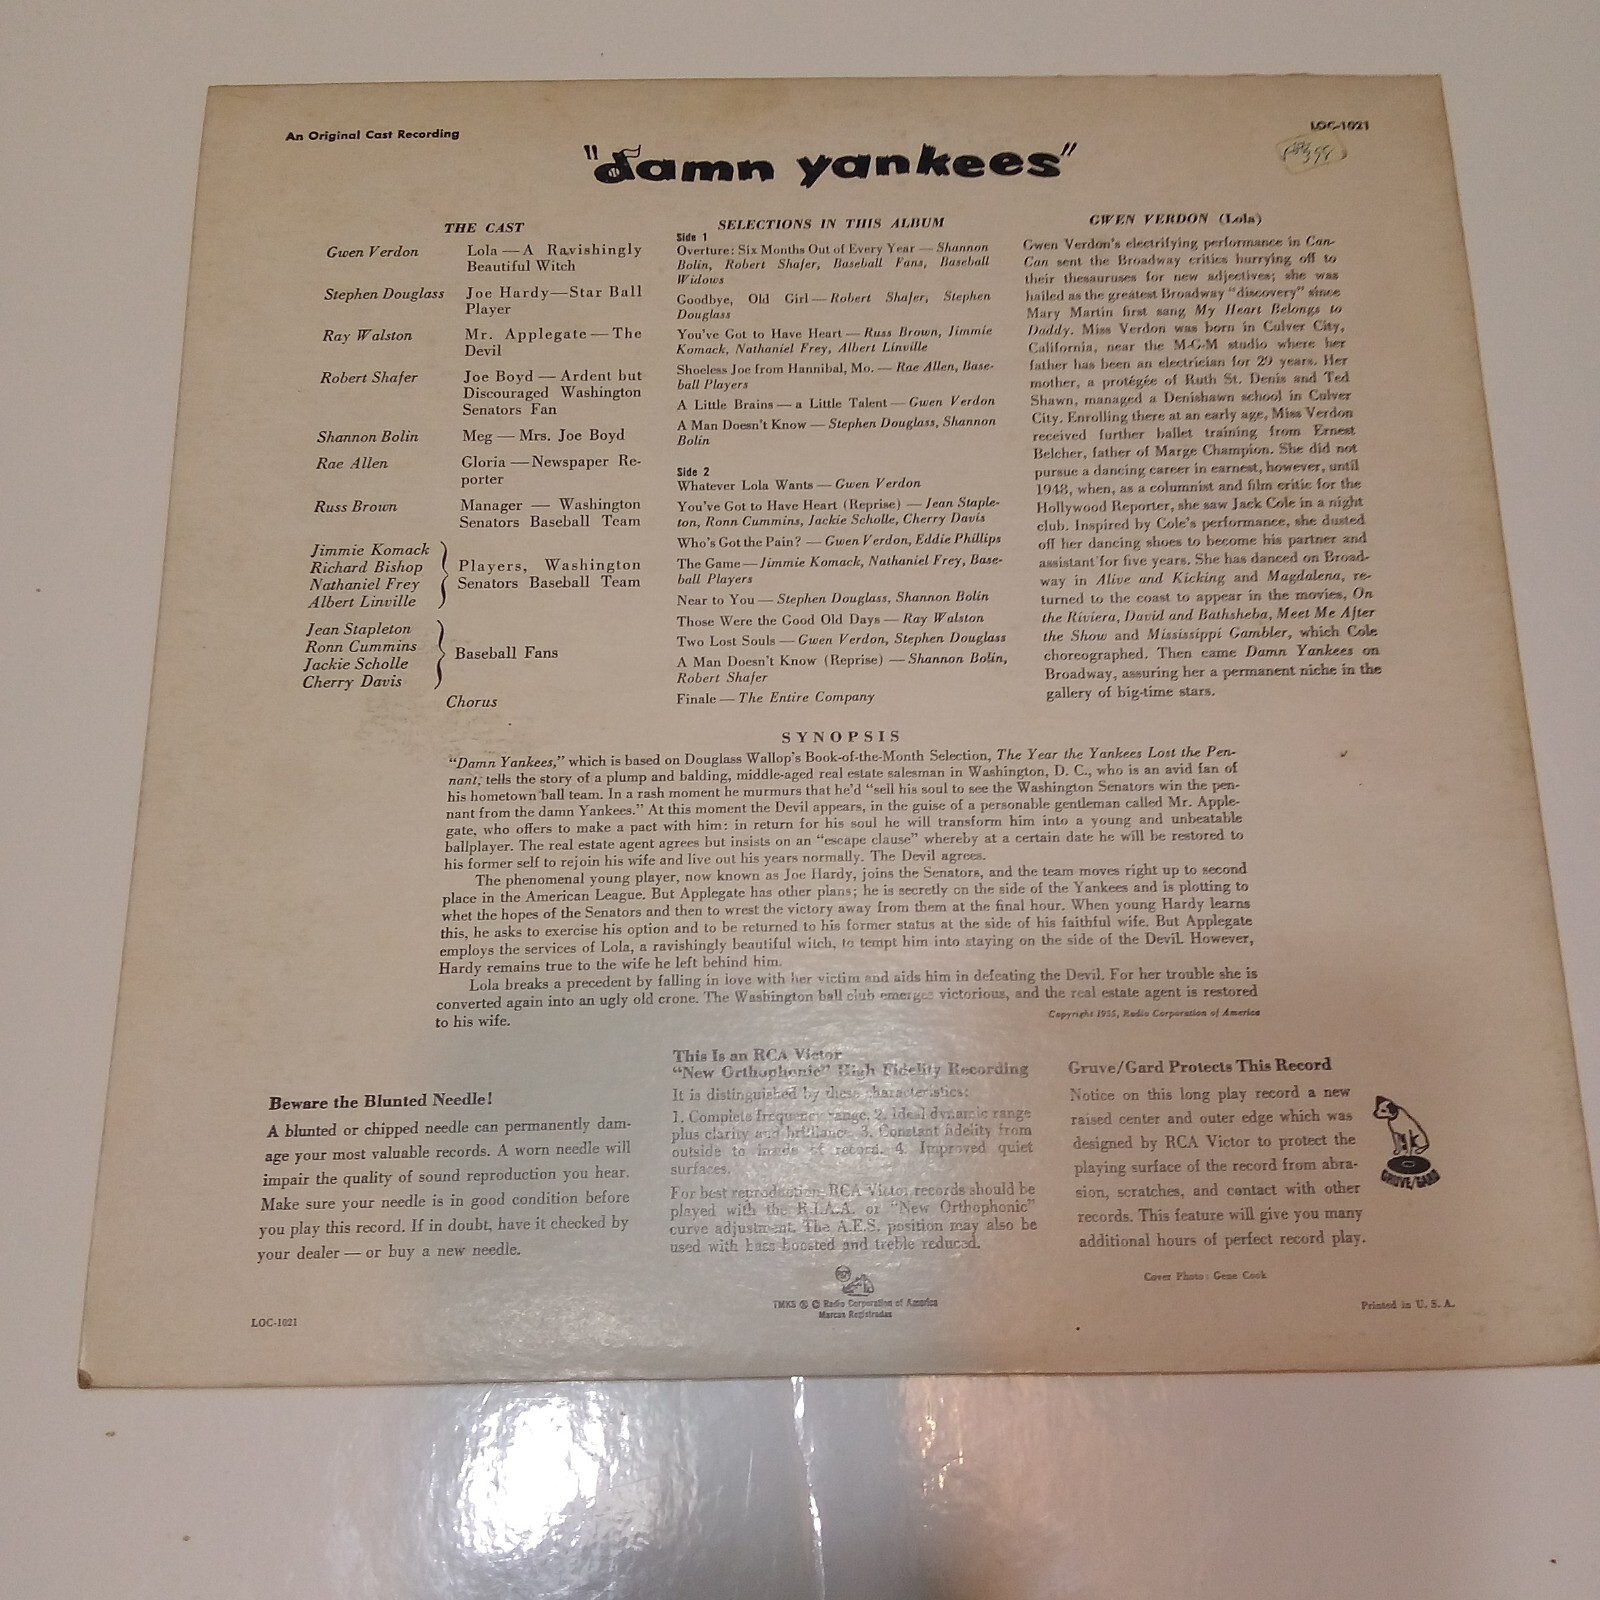 An Original Cast Recording
LOC-1021
"damn yankees"
THE CAST
Gwen Verdon Lola — A Ravishingly
Beautiful Witch
Stephen Douglass Joe Hardy—Star Ball
Player
Ray Walston Mr. Applegate — The
Devil
Robert Shafer Joe Boyd — Ardent but
Discouraged Washington
Senators Fan
Shannon Bolin Meg — Mrs. Joe Boyd
Rae Allen Gloria — Newspaper Re-
porter
Russ Brown Manager — Washington
Senators Baseball Team
Jimmie Komack
Richard Bishop
Nathaniel Frey
Albert Linville
Players, Washington
Senators Baseball Team
Jean Stapleton
Ronn Cummins
Jackie Scholle
Cherry Davis
Baseball Fans
Chorus
SELECTIONS IN THIS ALBUM
Side 1
Overture: Six Months Out of Every Year — Shannon
Bolin, Robert Shafer, Baseball Fans, Baseball
Widows
Goodbye, Old Girl — Robert Shafer, Stephen
Douglass
You've Got to Have Heart — Russ Brown, Jimmie
Komack, Nathaniel Frey, Albert Linville
Shoeless Joe from Hannibal, Mo. — Rae Allen, Base-
ball Players
A Little Brains — a Little Talent — Gwen Verdon
A Man Doesn't Know — Stephen Douglass, Shannon
Bolin
Side 2
Whatever Lola Wants — Gwen Verdon
You've Got to Have Heart (Reprise) — Jean Staple-
ton, Ronn Cummins, Jackie Scholle, Cherry Davis
Who's Got the Pain? — Gwen Verdon, Eddie Phillips
The Game — Jimmie Komack, Nathaniel Frey, Base-
ball Players
Near to You — Stephen Douglass, Shannon Bolin
Those Were the Good Old Days — Ray Walston
Two Lost Souls — Gwen Verdon, Stephen Douglass
A Man Doesn't Know (Reprise) — Shannon Bolin,
Robert Shafer
Finale — The Entire Company
GWEN VERDON (Lola)
Gwen Verdon's electrifying performance in Can-
Can sent the Broadway critics hurrying off to
their thesauruses for new adjectives; she was
hailed as the greatest Broadway "discovery" since
Mary Martin first sang My Heart Belongs to
Daddy. Miss Verdon was born in Culver City,
California, near the M-G-M studio where her
father has been an electrician for 29 years. Her
mother, a protégée of Ruth St. Denis and Ted
Shawn, managed a Denishawn school in Culver
City. Enrolling there at an early age, Miss Verdon
received further ballet training from Ernest
Belcher, father of Marge Champion. She did not
pursue a dancing career in earnest, however, until
1948, when, as a columnist and film critic for the
Hollywood Reporter, she saw Jack Cole in a night
club. Inspired by Cole's performance, she dusted
off her dancing shoes to become his partner and
assistant for five years. She has danced on Broad-
way in Alive and Kicking and Magdalena, re-
turned to the coast to appear in the movies, On
the Riviera, David and Bathsheba, Meet Me After
the Show and Mississippi Gambler, which Cole
choreographed. Then came Damn Yankees on
Broadway, assuring her a permanent niche in the
gallery of big-time stars.
SYNOPSIS
"Damn Yankees," which is based on Douglass Wallop's Book-of-the-Month Selection, The Year the Yankees Lost the Pen-
nant, tells the story of a plump and balding, middle-aged real estate salesman in Washington, D. C., who is an avid fan of
his hometown ball team. In a rash moment he murmurs that he'd "sell his soul to see the Washington Senators win the pen-
nant from the damn Yankees." At this moment the Devil appears, in the guise of a personable gentleman called Mr. Apple-
gate, who offers to make a pact with him: in return for his soul he will transform him into a young and unbeatable
ballplayer. The real estate agent agrees but insists on an "escape clause" whereby at a certain date he will be restored to
his former self to rejoin his wife and live out his years normally. The Devil agrees.
The phenomenal young player, now known as Joe Hardy, joins the Senators, and the team moves right up to second
place in the American League. But Applegate has other plans; he is secretly on the side of the Yankees and is plotting to
whet the hopes of the Senators and then to wrest the victory away from them at the final hour. When young Hardy learns
this, he asks to exercise his option and to be returned to his former status at the side of his faithful wife. But Applegate
employs the services of Lola, a ravishingly beautiful witch, to tempt him into staying on the side of the Devil. However,
Hardy remains true to the wife he left behind him.
Lola breaks a precedent by falling in love with her victim and aids him in defeating the Devil. For her trouble she is
converted again into an ugly old crone. The Washington ball club emerges victorious, and the real estate agent is restored
to his wife.
Copyright 1955, Radio Corporation of America
Beware the Blunted Needle!
A blunted or chipped needle can permanently dam-
age your most valuable records. A worn needle will
impair the quality of sound reproduction you hear.
Make sure your needle is in good condition before
you play this record. If in doubt, have it checked by
your dealer — or buy a new needle.
This Is an RCA Victor
"New Orthophonic" High Fidelity Recording
It is distinguished by these characteristics:
1. Complete frequency range. 2. Ideal dynamic range
plus clarity and brilliance. 3. Constant fidelity from
outside to inside of record. 4. Improved quiet
surfaces.
For best reproduction RCA Victor records should be
played with the R.I.A.A. or "New Orthophonic"
curve adjustment. The A.E.S. position may also be
used with bass boosted and treble reduced.
Gruve/Gard Protects This Record
Notice on this long play record a new
raised center and outer edge which was
designed by RCA Victor to protect the
playing surface of the record from abra-
sion, scratches, and contact with other
records. This feature will give you many
additional hours of perfect record play.
GRUVE/GARD
Cover Photo: Gene Cook
TMKS ® © Radio Corporation of America
Marcas Registradas
Printed in U. S. A.
LOC-1021